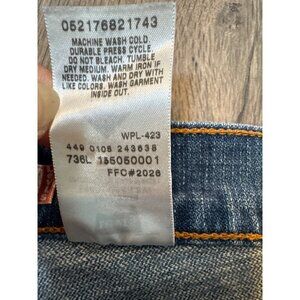 052176821743
MACHINE WASH COLD.
DURABLE PRESS CYCLE.
DO NOT BLEACH. TUMBLE
DRY MEDIUM. WARM IRON IF
NEEDED. WASH AND DRY WITH
LIKE COLORS. WASH GARMENT
INSIDE OUT.
WPL-423
449 0108 243638
736L 155050001
FFC#2026